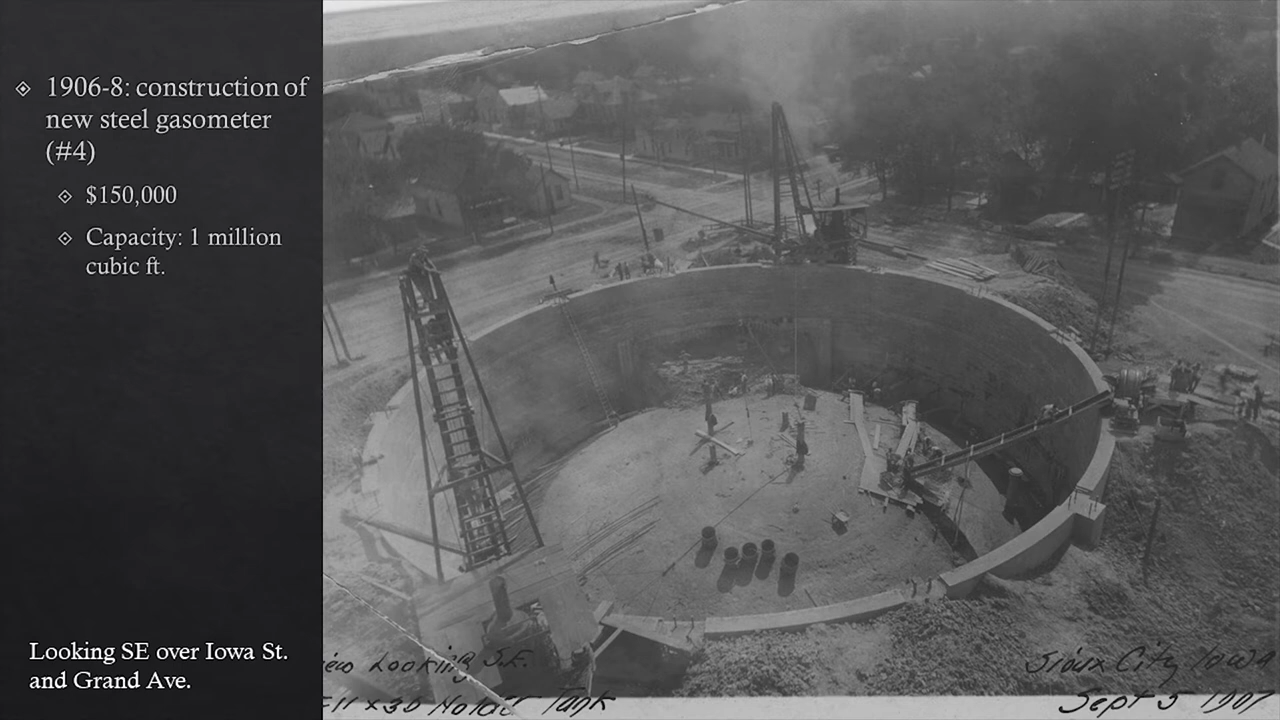 1906-8: construction of
new steel gasometer
(#4)
$150,000
Capacity: 1 million
cubic ft.
Looking SE over Iowa St.
and Grand Ave.
Looking S.E.
Holder Tank
Sioux City Iowa
Sept 5 1907